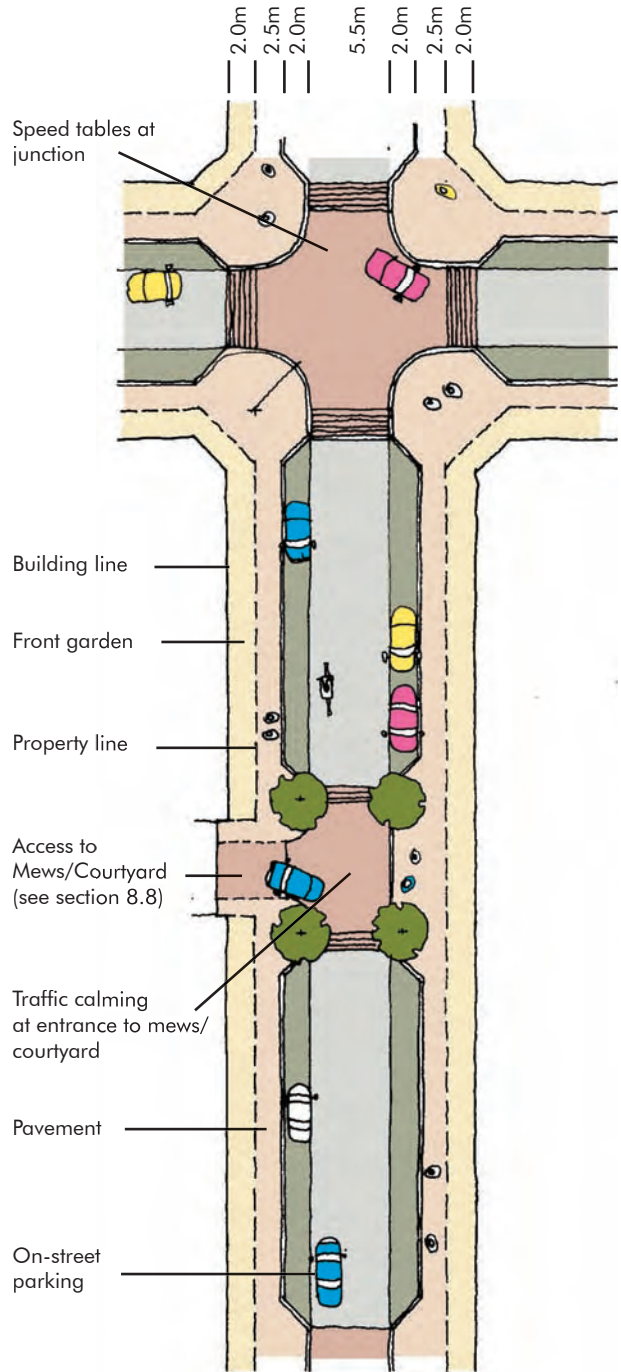 2.0m
2.5m
2.0m
5.5m
2.0m
2.5m
2.0m
Speed tables at
junction
Building line
Front garden
Property line
Access to
Mews/Courtyard
(see section 8.8)
Traffic calming
at entrance to mews/
courtyard
Pavement
On-street
parking